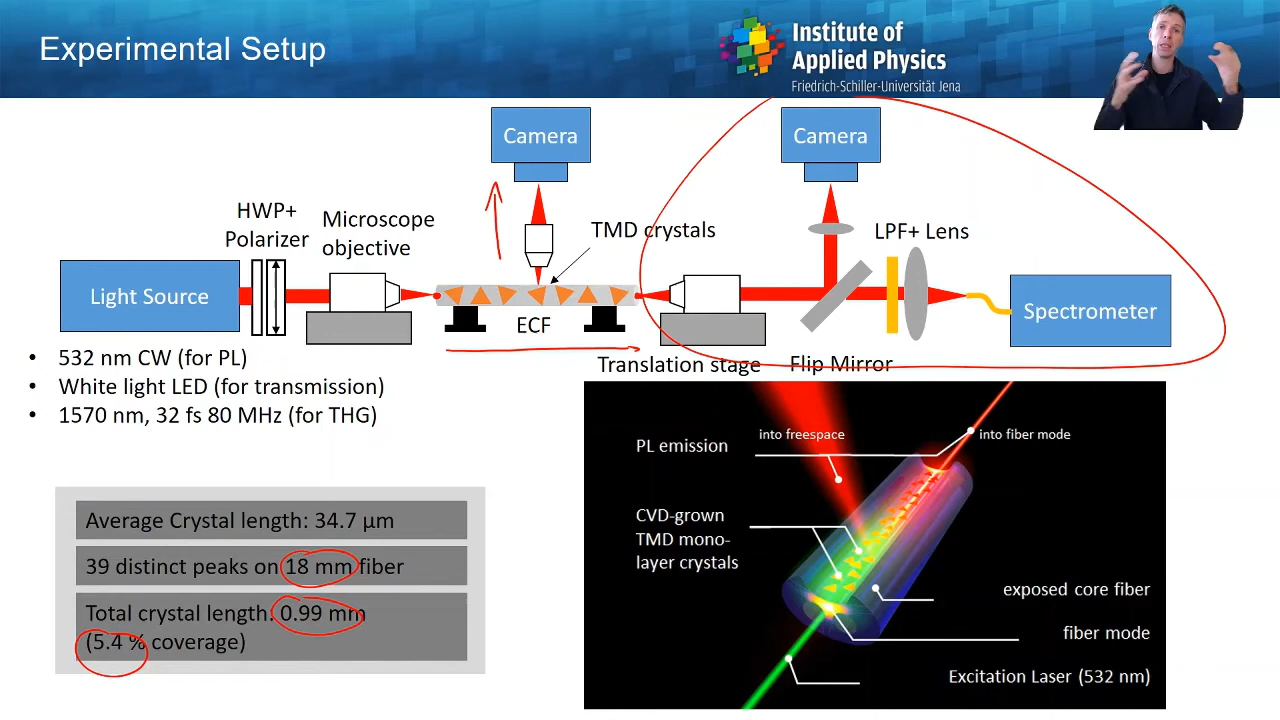 Experimental Setup
Institute of
Applied Physics
Friedrich-Schiller-Universität Jena
Camera
Camera
HWP+
Polarizer
Microscope
objective
TMD crystals
LPF+ Lens
Light Source
ECF
Spectrometer
Translation stage
Flip Mirror
• 532 nm CW (for PL)
• White light LED (for transmission)
• 1570 nm, 32 fs 80 MHz (for THG)
Average Crystal length: 34.7 µm
39 distinct peaks on 18 mm fiber
Total crystal length: 0.99 mm
(5.4 % coverage)
PL emission
into freespace
into fiber mode
CVD-grown
TMD mono-
layer crystals
exposed core fiber
fiber mode
Excitation Laser (532 nm)